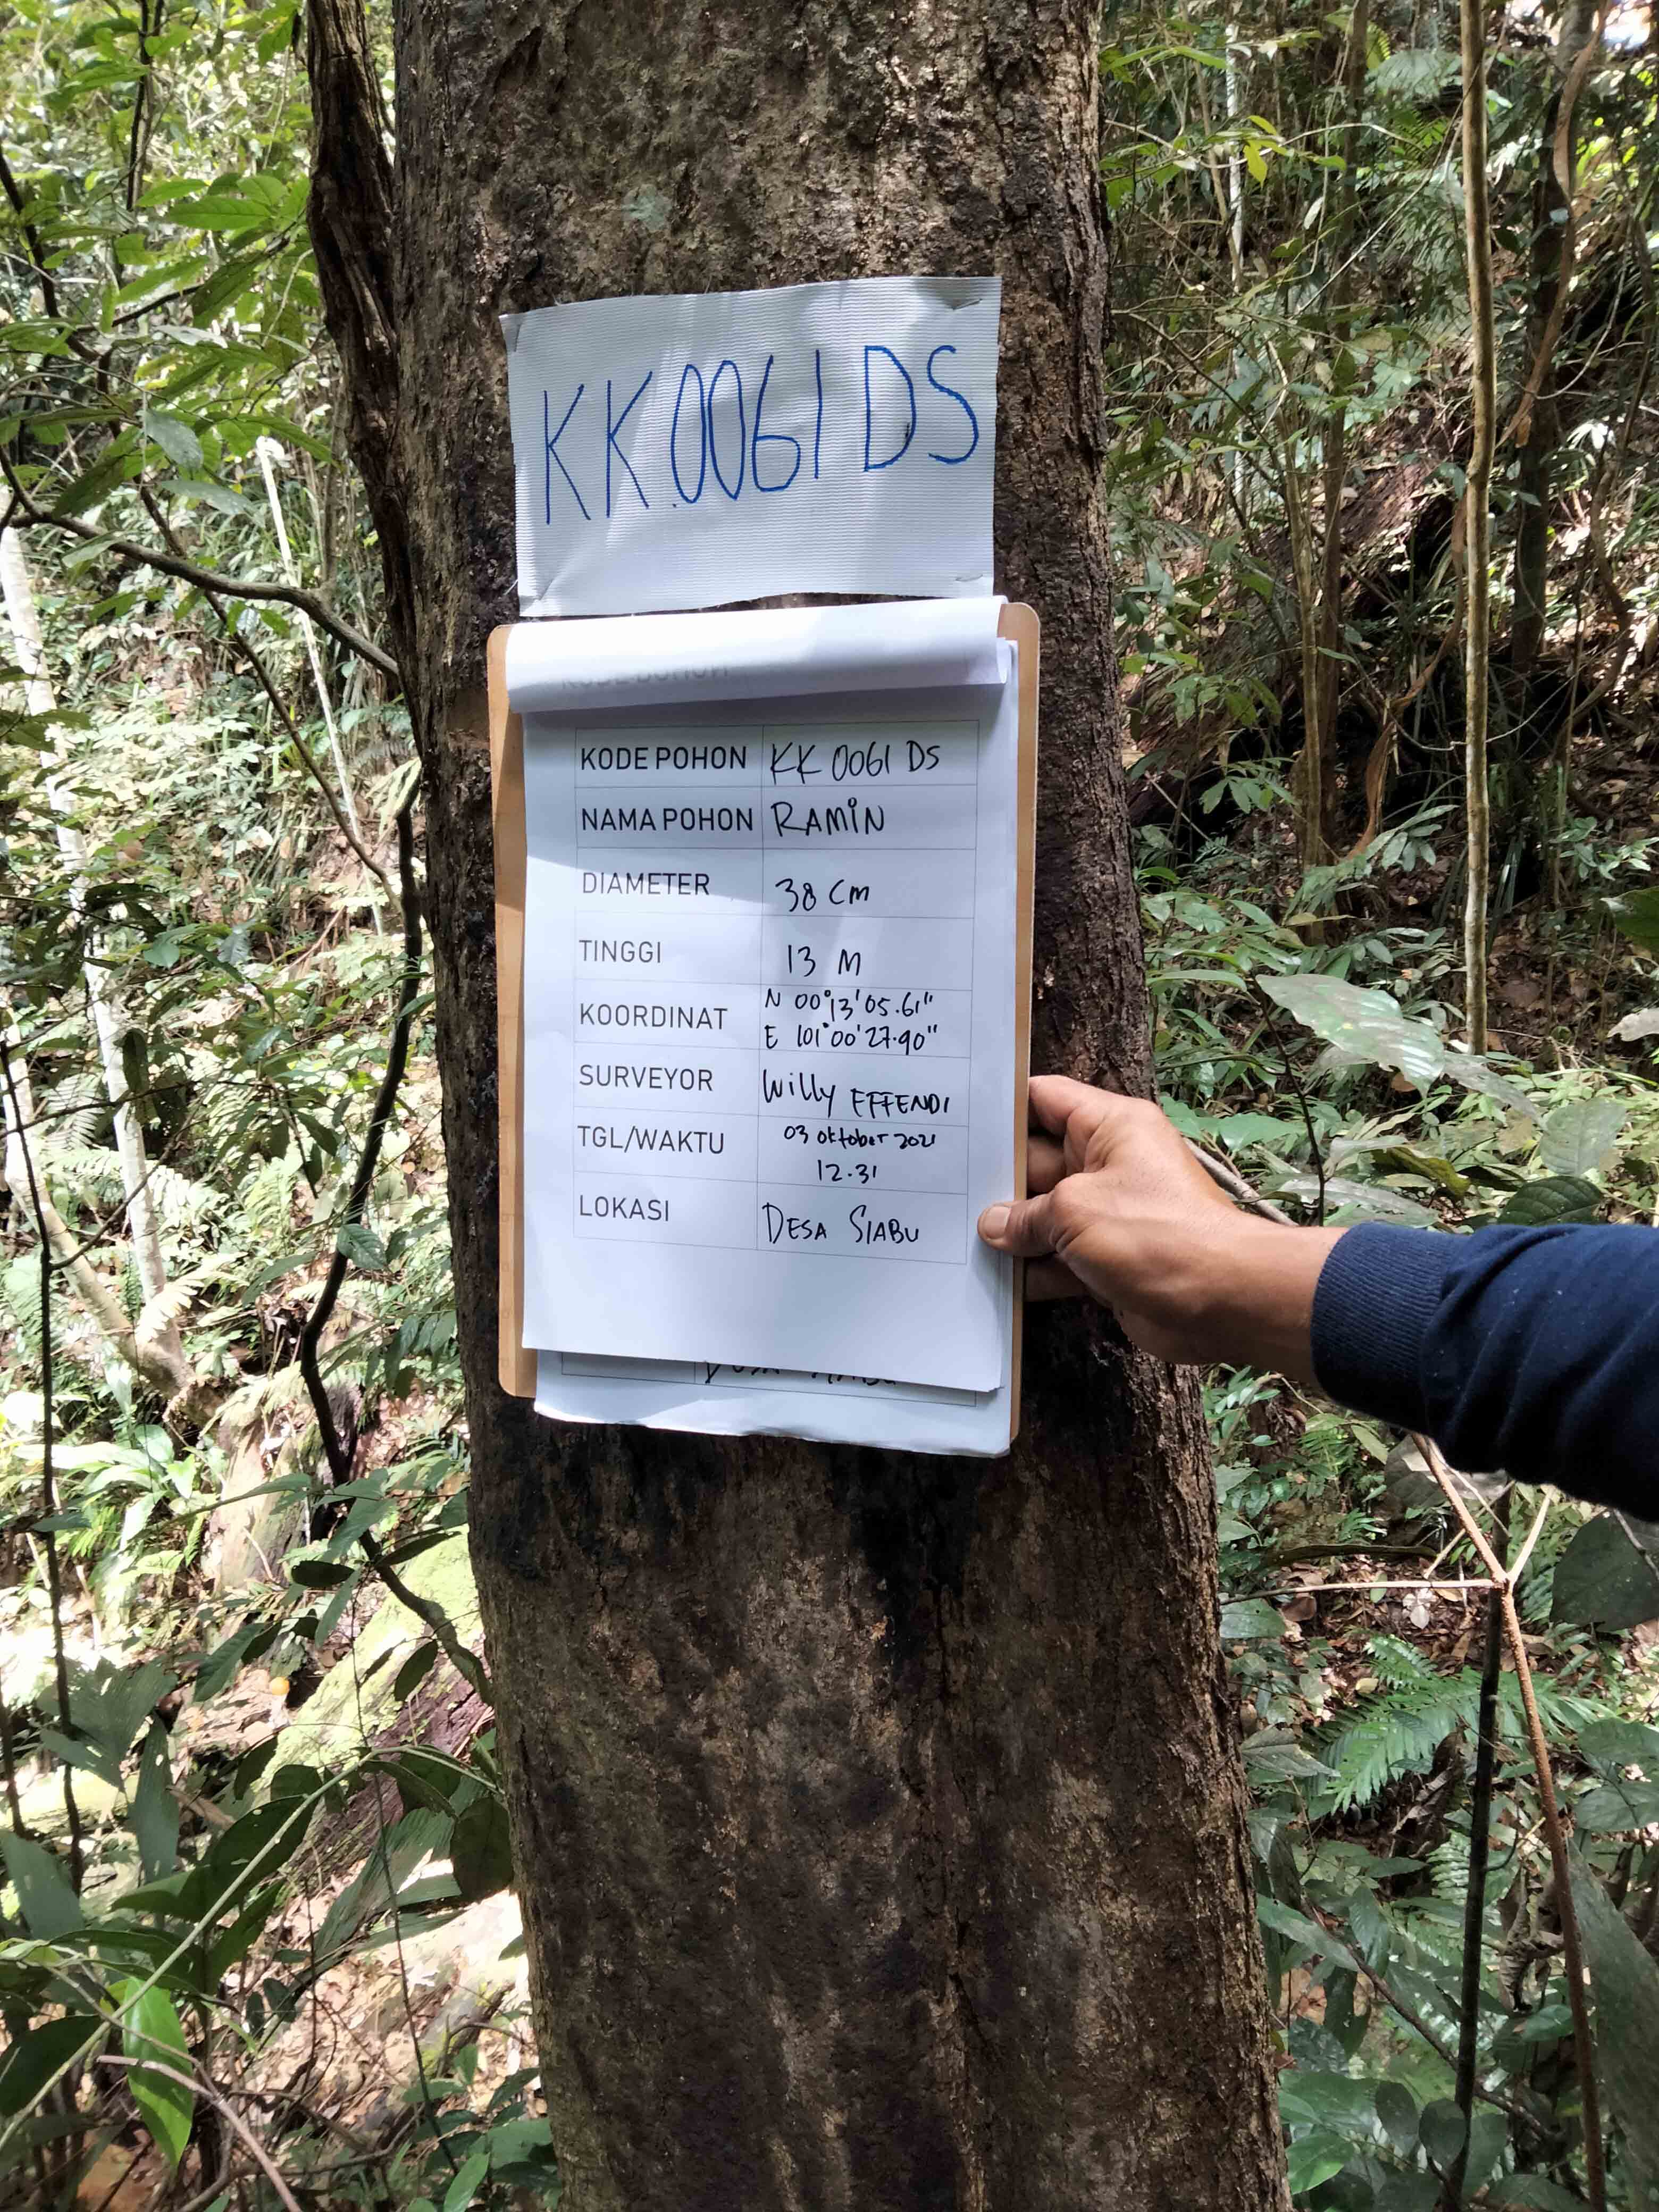 KK.0061 DS
KODE POHON KK 0061 DS
NAMA POHON RAMIN
DIAMETER 38 CM
TINGGI 13 M
KOORDINAT N 00°13'05.61"
E 101°00'27.90"
SURVEYOR Willy EFFENDI
TGL/WAKTU 03 oktober 2021
12.31
LOKASI DESA SIABU